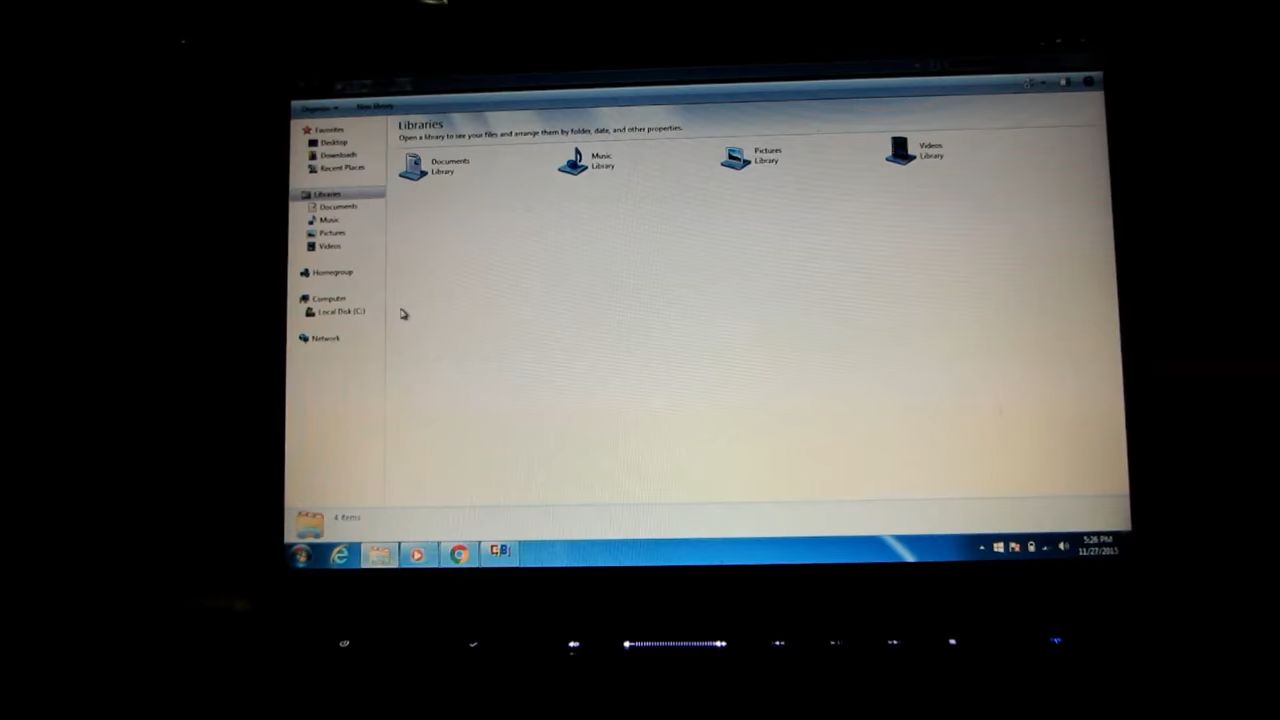 Organize New library
Libraries
Open a library to see your files and arrange them by folder, date, and other properties.
Favorites
Desktop
Downloads
Recent Places
Libraries
Documents
Music
Pictures
Videos
Homegroup
Computer
Local Disk (C:)
Network
Documents
Library
Music
Library
Pictures
Library
Videos
Library
4 items
5:26 PM
11/27/2015